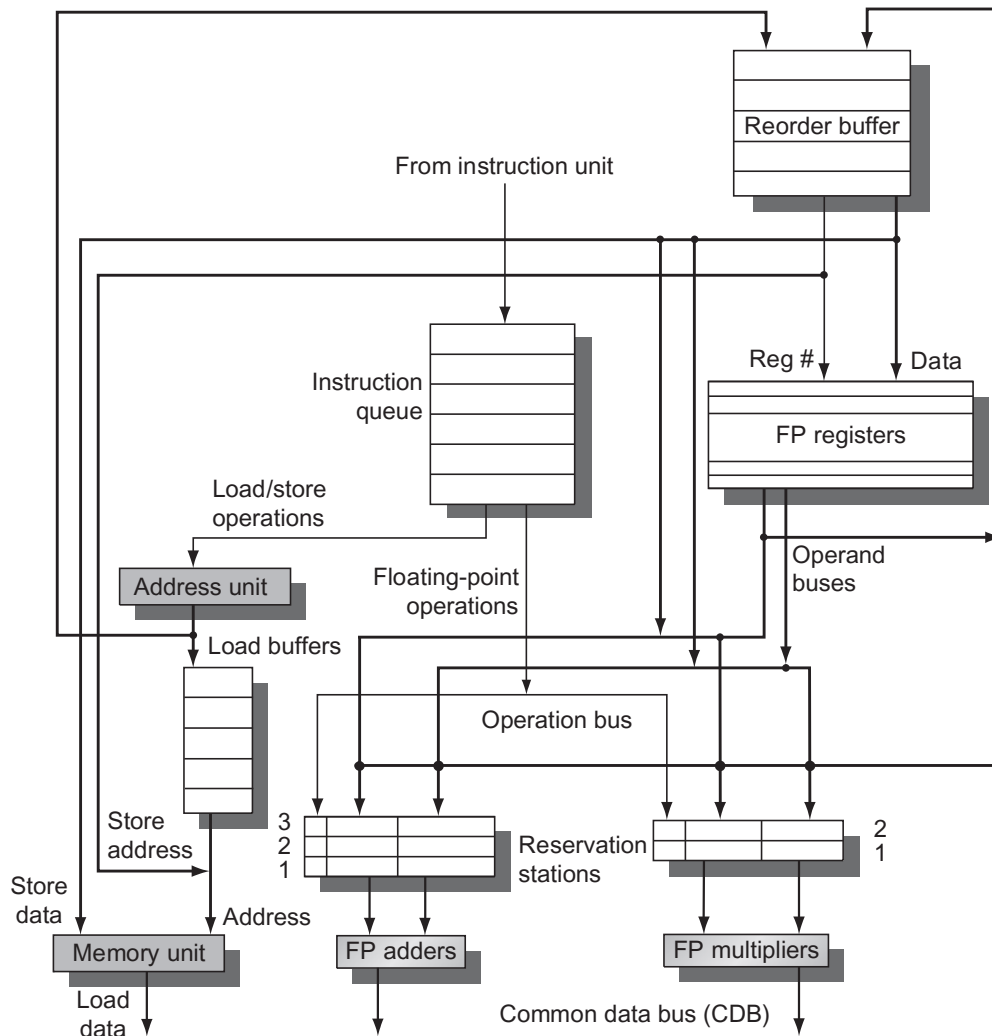 Reorder buffer
From instruction unit
Reg #
Data
Instruction
queue
FP registers
Load/store
operations
Operand
buses
Address unit
Floating-point
operations
Load buffers
Operation bus
Store
address
3
2
1
Reservation
stations
2
1
Store
data
Address
Memory unit
FP adders
FP multipliers
Load
data
Common data bus (CDB)